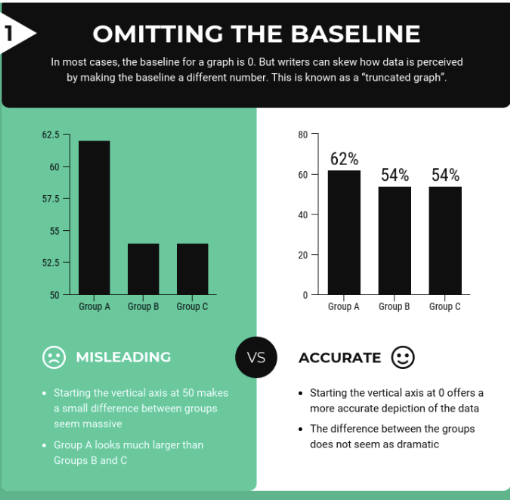 1
OMITTING THE BASELINE
In most cases, the baseline for a graph is 0. But writers can skew how data is perceived
by making the baseline a different number. This is known as a “truncated graph”.
62.5
60
57.5
55
52.5
50
Group A Group B Group C
80
60
40
20
0
62%
54% 54%
Group A Group B Group C
MISLEADING
VS
ACCURATE
• Starting the vertical axis at 50 makes
a small difference between groups
seem massive
• Group A looks much larger than
Groups B and C
• Starting the vertical axis at 0 offers a
more accurate depiction of the data
• The difference between the groups
does not seem as dramatic